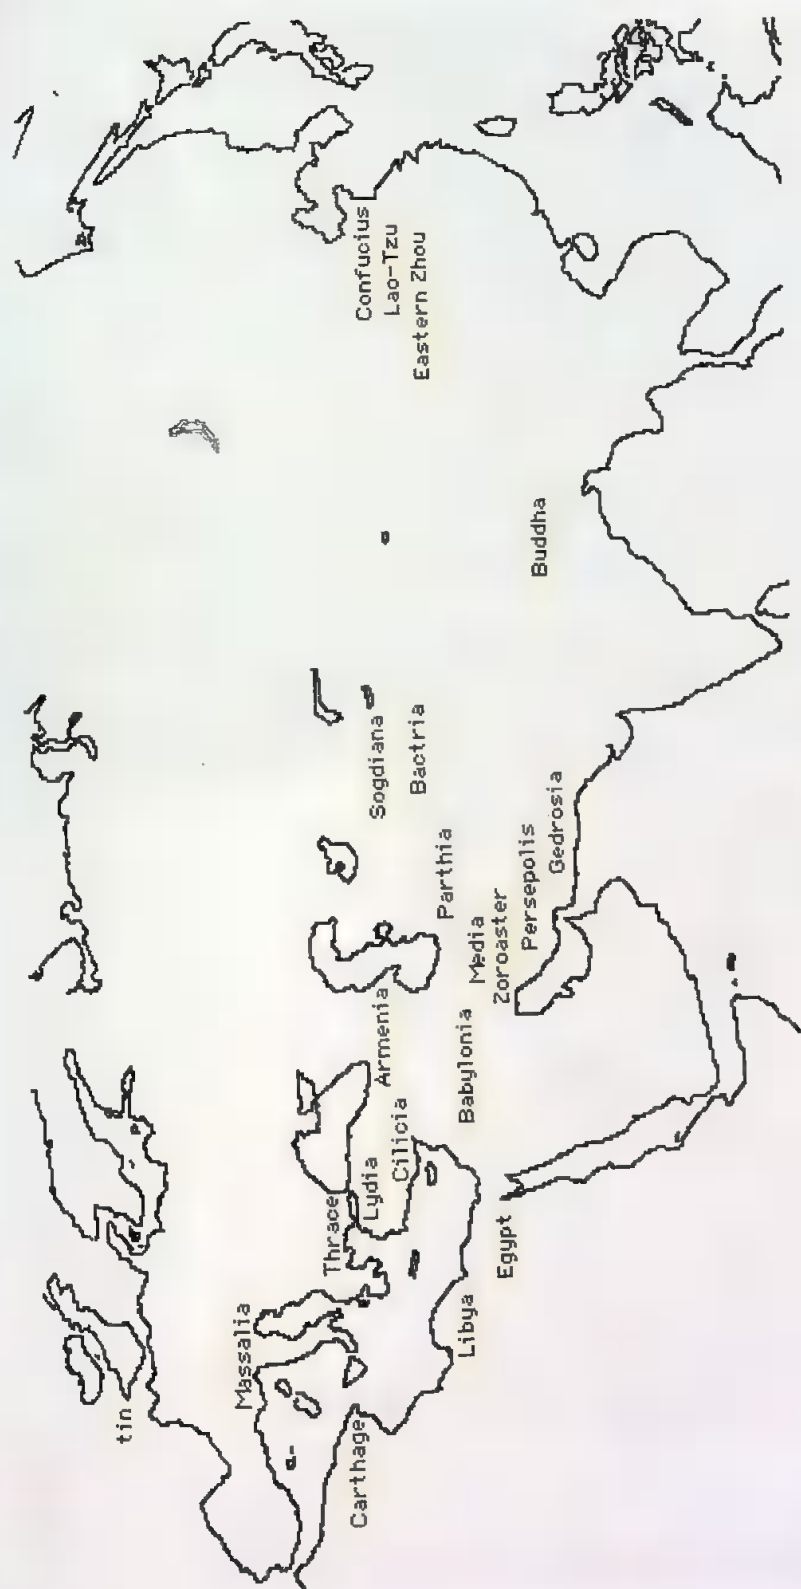 tin
Massalia
Carthage
Thrace
Lydia
Cilicia
Libya
Egypt
Armenia
Babylonia
Media
Zoroaster
Persepolis
Parthia
Gedrosia
Sogdiana
Bactria
Buddha
Confucius
Lao-Tzu
Eastern Zhou